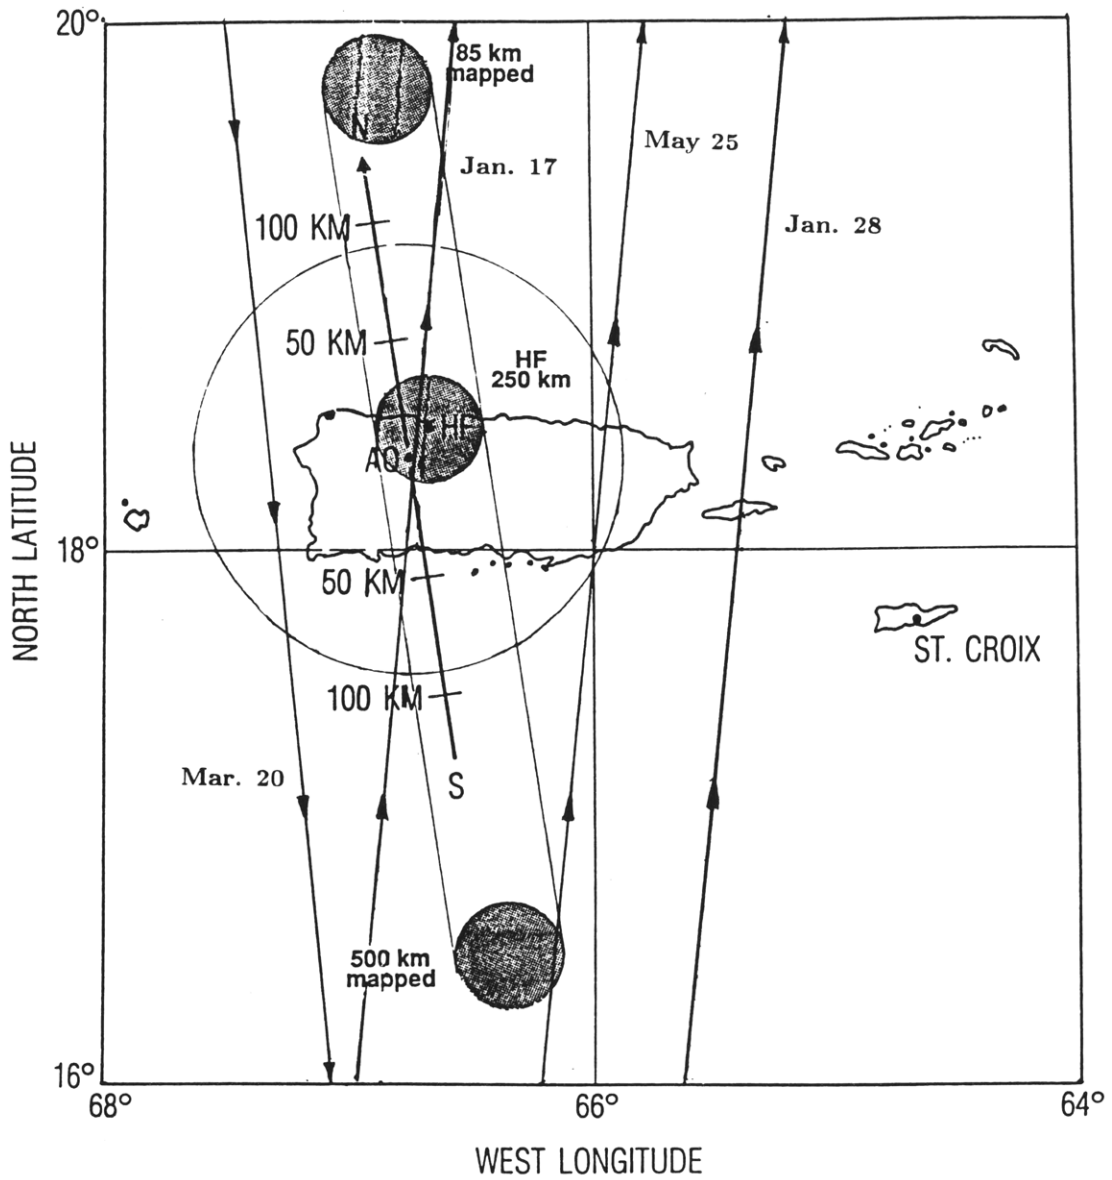 20°
85 km
mapped
N
Jan. 17
May 25
100 KM
Jan. 28
50 KM
HF
250 km
HF
AO
NORTH LATITUDE
18°
50 KM
ST. CROIX
100 KM
Mar. 20
S
500 km
mapped
16°
68°
66°
64°
WEST LONGITUDE